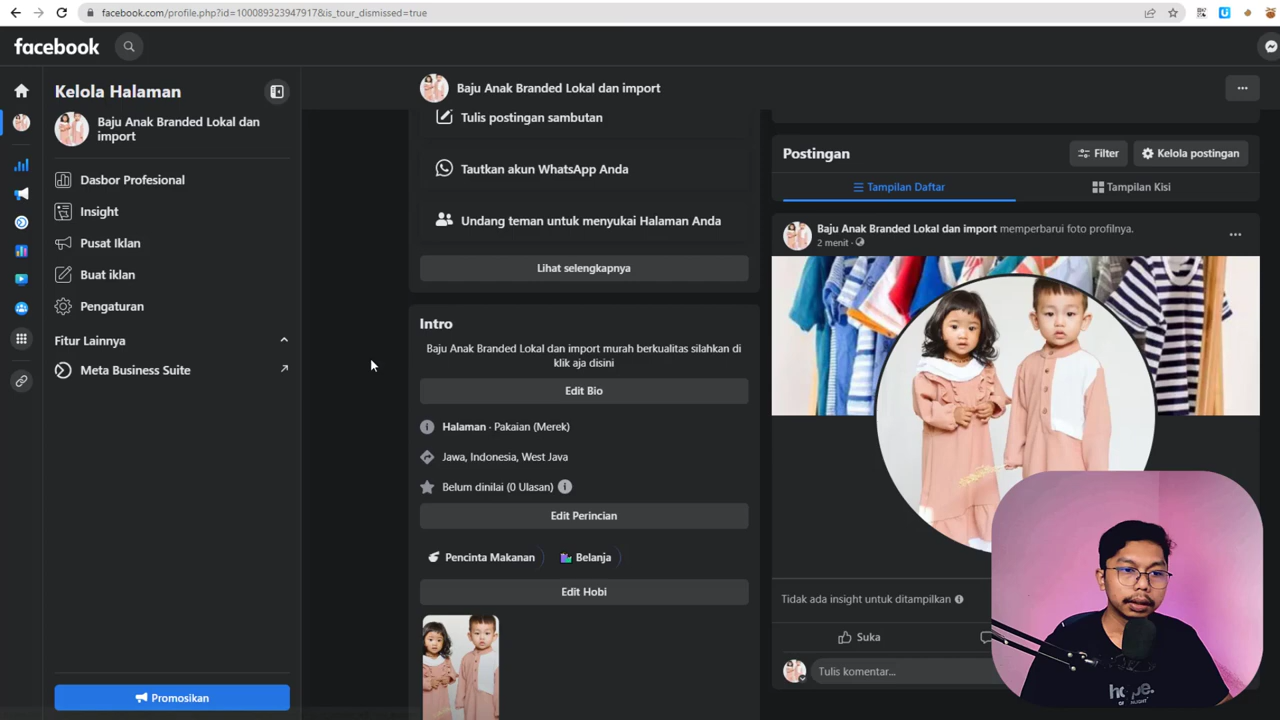 facebook.com/profile.php?id=100089323947917&is_tour_dismissed=true
facebook
Kelola Halaman
Baju Anak Branded Lokal dan
import
Dasbor Profesional
Insight
Pusat Iklan
Buat iklan
Pengaturan
Fitur Lainnya
Meta Business Suite
Promosikan
Baju Anak Branded Lokal dan import
Tulis postingan sambutan
Tautkan akun WhatsApp Anda
Undang teman untuk menyukai Halaman Anda
Lihat selengkapnya
Intro
Baju Anak Branded Lokal dan import murah berkualitas silahkan di
klik aja disini
Edit Bio
Halaman · Pakaian (Merek)
Jawa, Indonesia, West Java
Belum dinilai (0 Ulasan)
Edit Perincian
Pencinta Makanan
Belanja
Edit Hobi
Postingan
Filter
Kelola postingan
Tampilan Daftar
Tampilan Kisi
Baju Anak Branded Lokal dan import memperbarui foto profilnya.
2 menit ·
Tidak ada insight untuk ditampilkan
Suka
Tulis komentar...